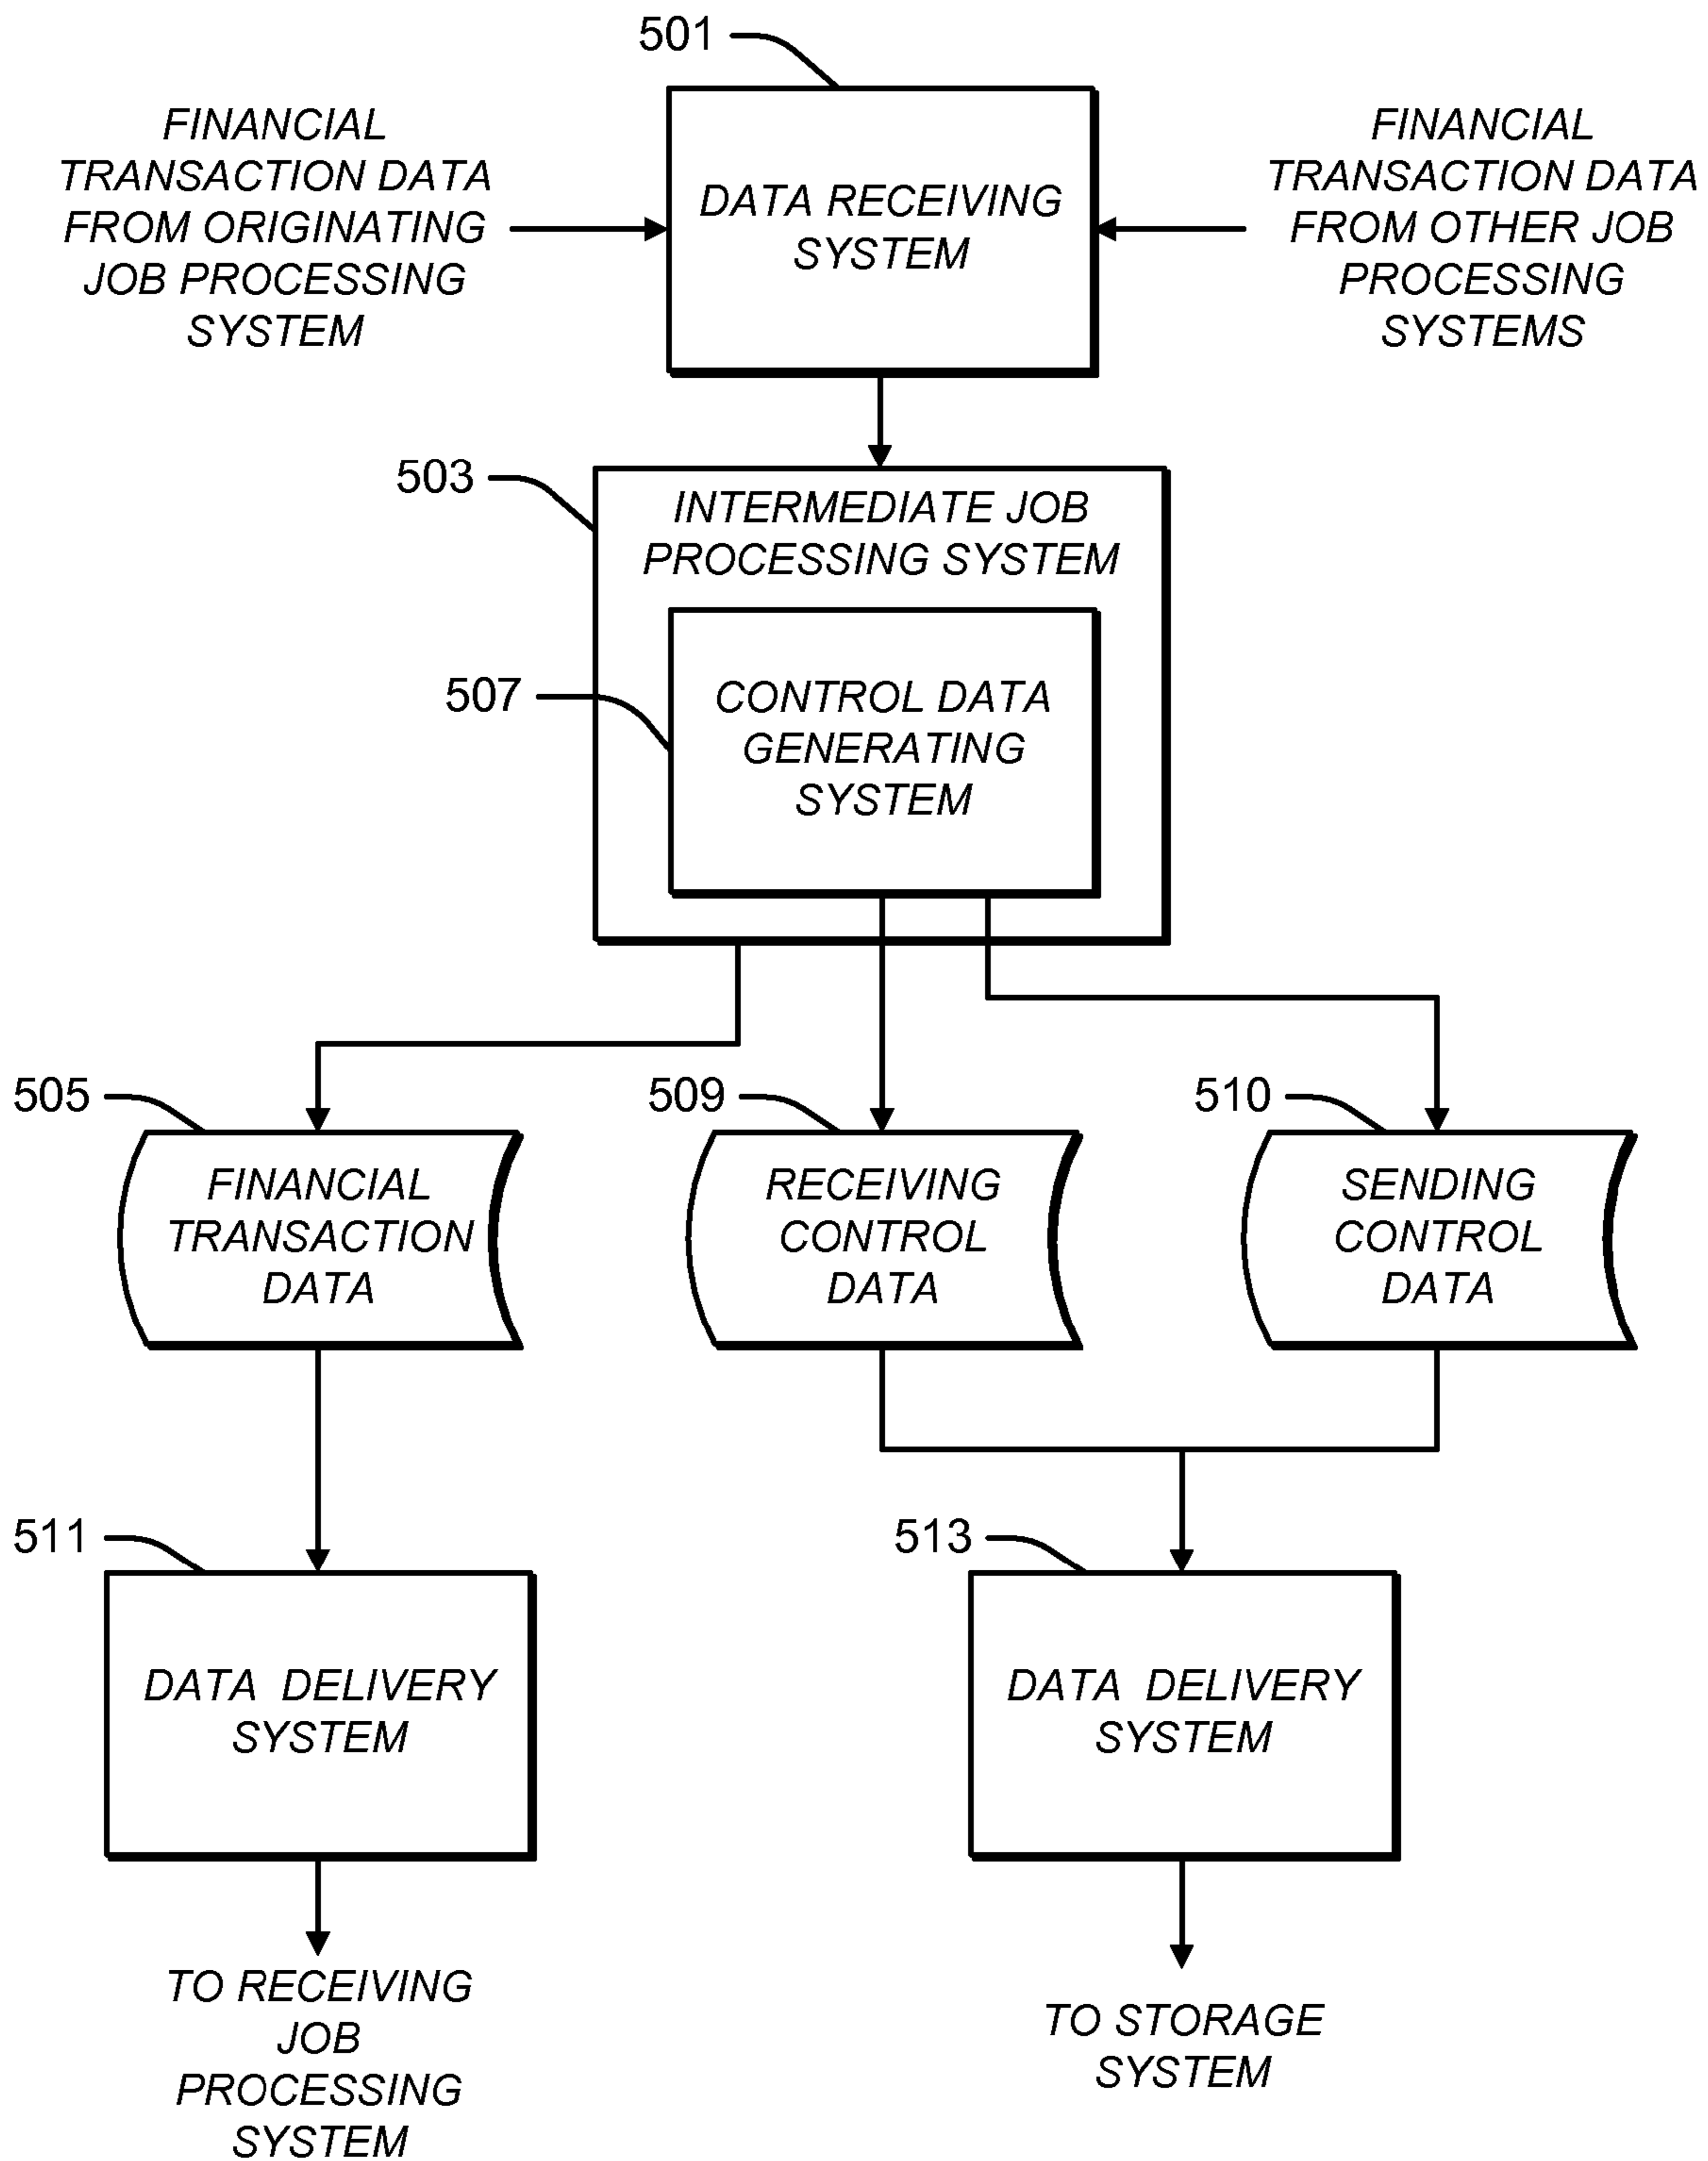 501
FINANCIAL
TRANSACTION DATA
FROM ORIGINATING
JOB PROCESSING
SYSTEM
DATA RECEIVING
SYSTEM
FINANCIAL
TRANSACTION DATA
FROM OTHER JOB
PROCESSING
SYSTEMS
503
INTERMEDIATE JOB
PROCESSING SYSTEM
507
CONTROL DATA
GENERATING
SYSTEM
505
FINANCIAL
TRANSACTION
DATA
509
RECEIVING
CONTROL
DATA
510
SENDING
CONTROL
DATA
511
DATA DELIVERY
SYSTEM
513
DATA DELIVERY
SYSTEM
TO RECEIVING
JOB
PROCESSING
SYSTEM
TO STORAGE
SYSTEM